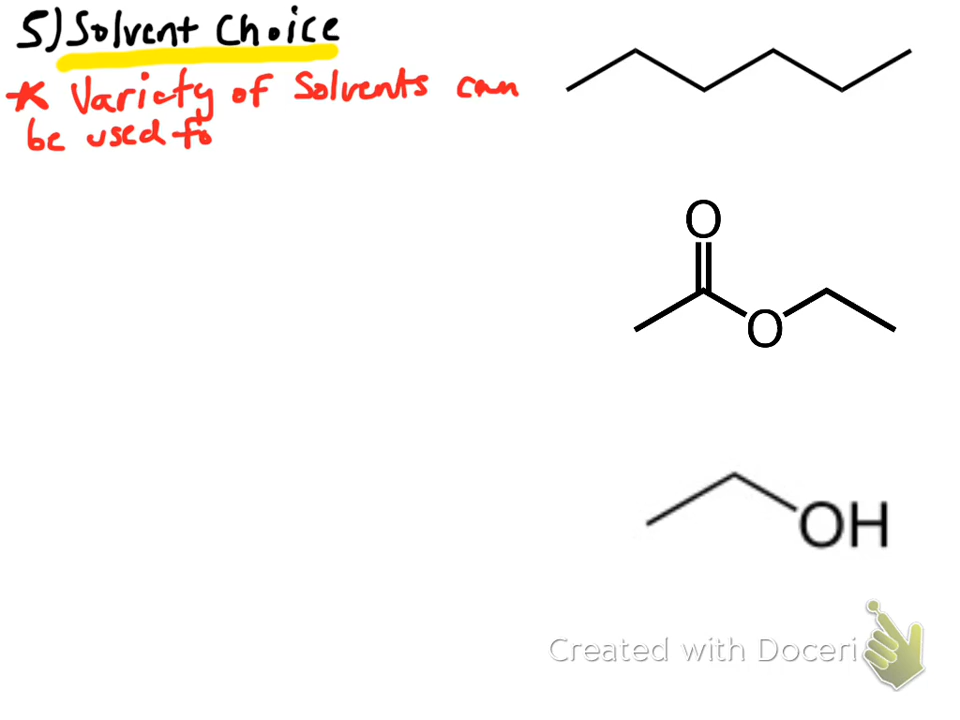 5) Solvent Choice
* Variety of Solvents can
be used fo
O
O
OH
Created with Doceri